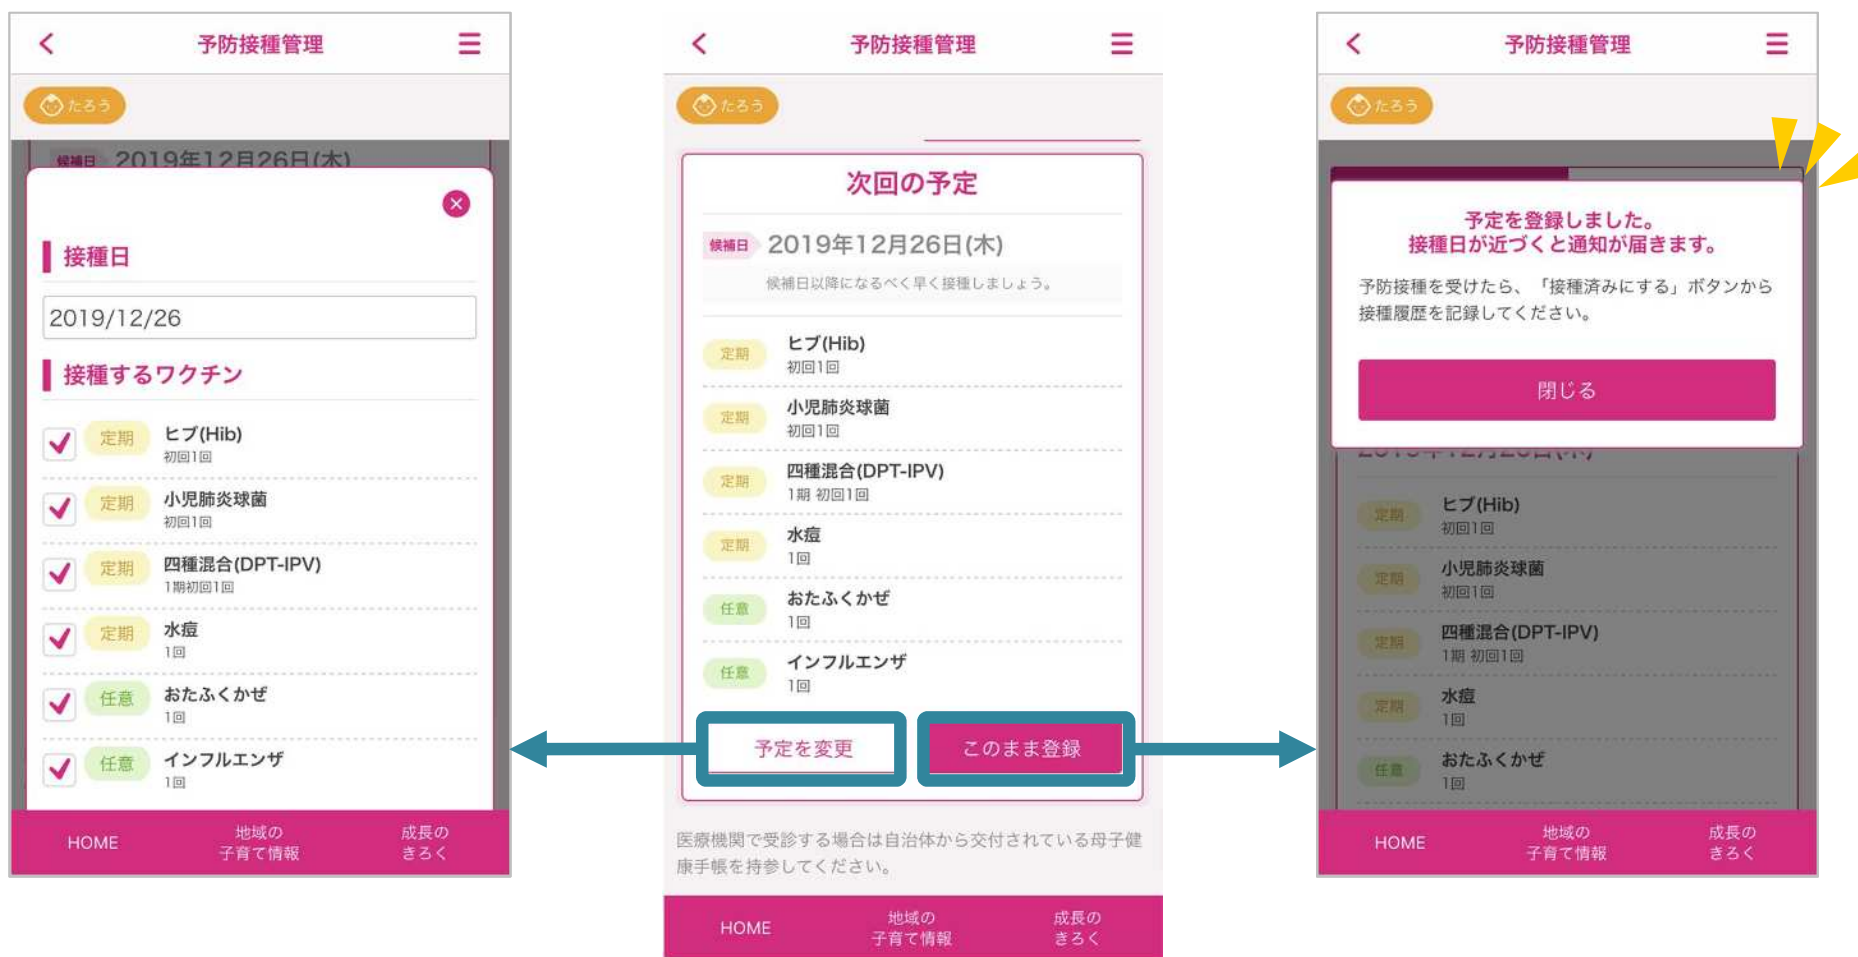 予防接種管理
たろう
候補日 2019年12月26日(木)
接種日
2019/12/26
接種するワクチン
定期 ヒブ(Hib)
初回1回
定期 小児肺炎球菌
初回1回
定期 四種混合(DPT-IPV)
1期初回1回
定期 水痘
1回
任意 おたふくかぜ
1回
任意 インフルエンザ
1回
HOME
地域の
子育て情報
成長の
きろく
予防接種管理
たろう
次回の予定
候補日 2019年12月26日(木)
候補日以降になるべく早く接種しましょう。
定期 ヒブ(Hib)
初回1回
定期 小児肺炎球菌
初回1回
定期 四種混合(DPT-IPV)
1期 初回1回
定期 水痘
1回
任意 おたふくかぜ
1回
任意 インフルエンザ
1回
予定を変更
このまま登録
医療機関で受診する場合は自治体から交付されている母子健
康手帳を持参してください。
HOME
地域の
子育て情報
成長の
きろく
予防接種管理
たろう
予定を登録しました。
接種日が近づくと通知が届きます。
予防接種を受けたら、「接種済みにする」ボタンから
接種履歴を記録してください。
閉じる
2019年12月26日(木)
定期 ヒブ(Hib)
初回1回
定期 小児肺炎球菌
初回1回
定期 四種混合(DPT-IPV)
1期 初回1回
定期 水痘
1回
任意 おたふくかぜ
1回
HOME
地域の
子育て情報
成長の
きろく